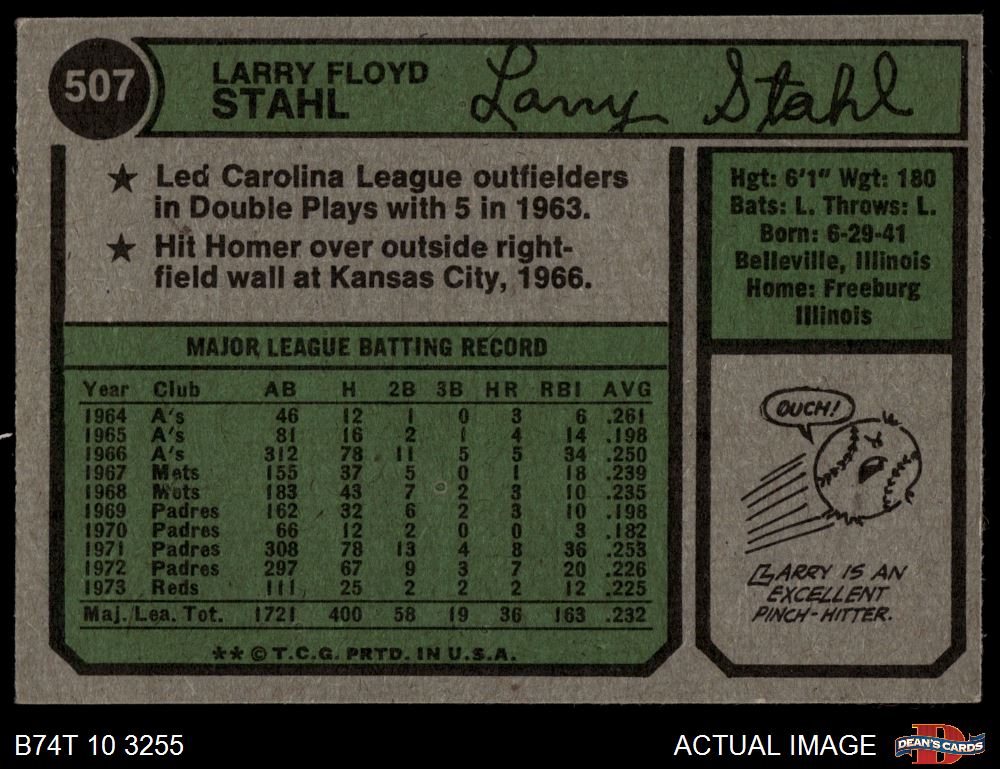 507
LARRY FLOYD
STAHL
Larry Stahl
★ Led Carolina League outfielders
in Double Plays with 5 in 1963.
★ Hit Homer over outside right-
field wall at Kansas City, 1966.
Hgt: 6'1" Wgt: 180
Bats: L. Throws: L.
Born: 6-29-41
Belleville, Illinois
Home: Freeburg
Illinois
MAJOR LEAGUE BATTING RECORD
Year Club AB H 2B 3B HR RBI AVG
1964 A's 46 12 1 0 3 6 .261
1965 A's 81 16 2 1 4 14 .198
1966 A's 312 78 11 5 5 34 .250
1967 Mets 155 37 5 0 1 18 .239
1968 Mets 183 43 7 2 3 10 .235
1969 Padres 162 32 6 2 3 10 .198
1970 Padres 66 12 2 0 0 3 .182
1971 Padres 308 78 13 4 8 36 .253
1972 Padres 297 67 9 3 7 20 .226
1973 Reds 111 25 2 2 2 12 .225
Maj. Lea. Tot. 1721 400 58 19 36 163 .232
**©T.C.G. PRTD. IN U.S.A.
OUCH!
LARRY IS AN
EXCELLENT
PINCH-HITTER.
B74T 10 3255
ACTUAL IMAGE
D
DEAN'S CARDS